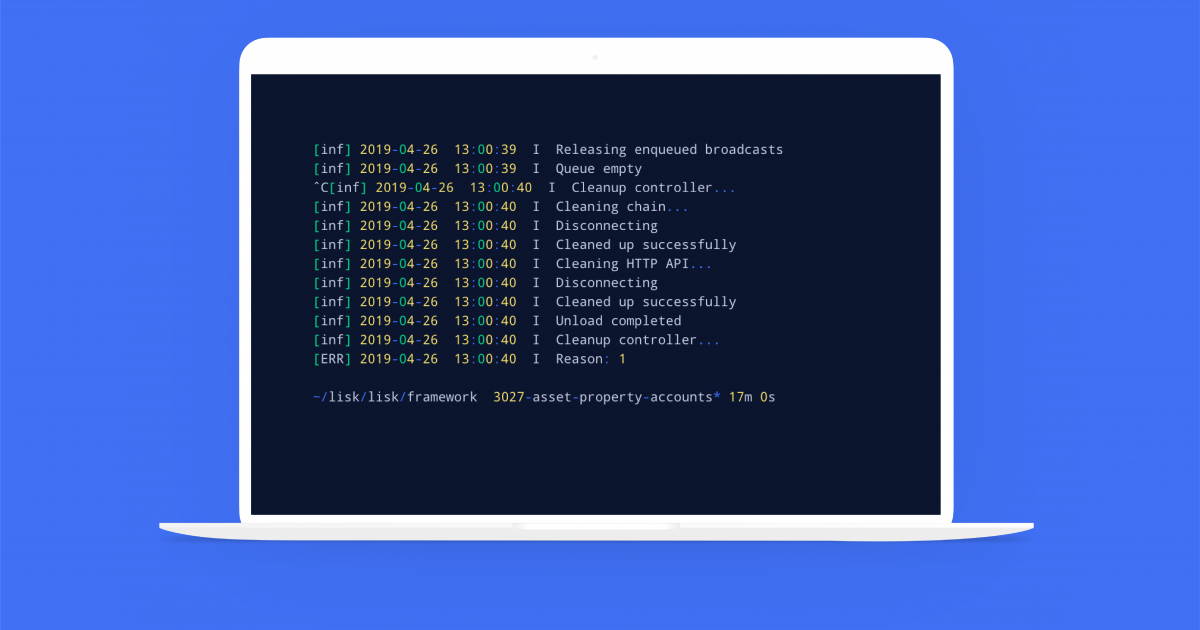 [inf] 2019-04-26  13:00:39  I  Releasing enqueued broadcasts
[inf] 2019-04-26  13:00:39  I  Queue empty
^C[inf] 2019-04-26  13:00:40  I  Cleanup controller...
[inf] 2019-04-26  13:00:40  I  Cleaning chain...
[inf] 2019-04-26  13:00:40  I  Disconnecting
[inf] 2019-04-26  13:00:40  I  Cleaned up successfully
[inf] 2019-04-26  13:00:40  I  Cleaning HTTP API...
[inf] 2019-04-26  13:00:40  I  Disconnecting
[inf] 2019-04-26  13:00:40  I  Cleaned up successfully
[inf] 2019-04-26  13:00:40  I  Unload completed
[inf] 2019-04-26  13:00:40  I  Cleanup controller...
[ERR] 2019-04-26  13:00:40  I  Reason: 1
~/lisk/lisk/framework  3027-asset-property-accounts* 17m 0s